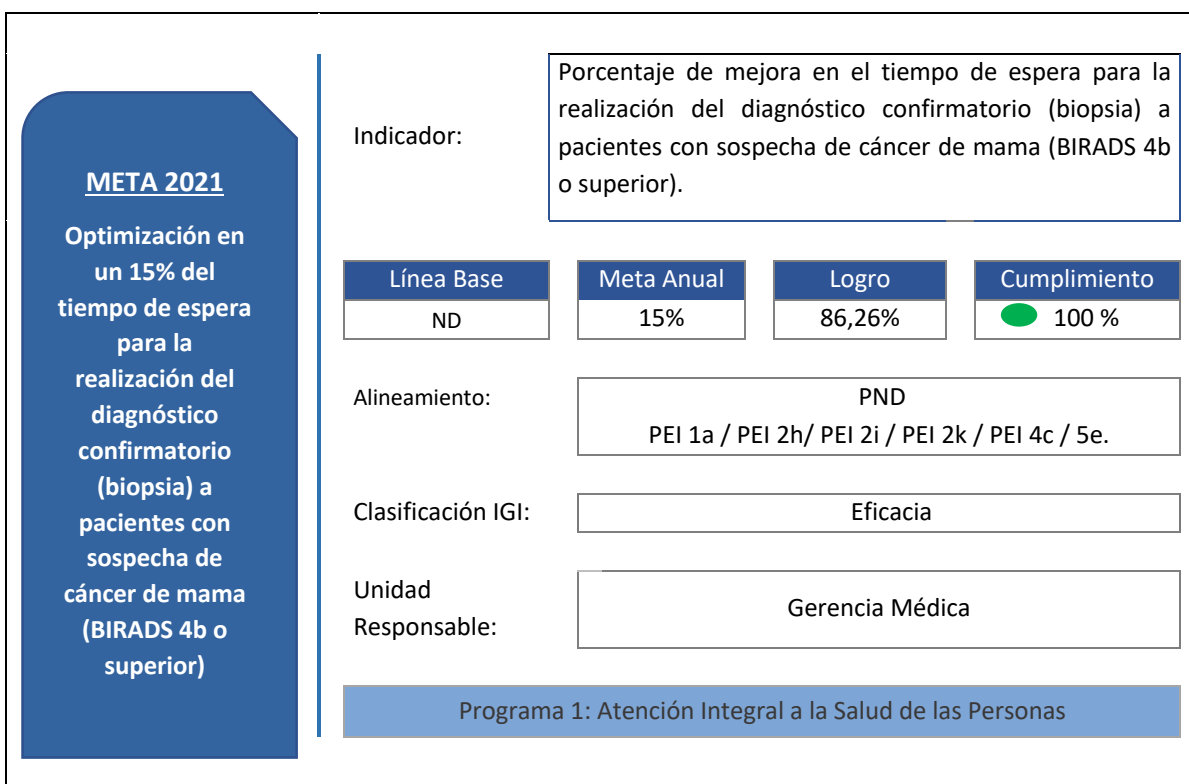 META 2021
Optimización en
un 15% del
tiempo de espera
para la
realización del
diagnóstico
confirmatorio
(biopsia) a
pacientes con
sospecha de
cáncer de mama
(BIRADS 4b o
superior)
Indicador:
Porcentaje de mejora en el tiempo de espera para la
realización del diagnóstico confirmatorio (biopsia) a
pacientes con sospecha de cáncer de mama (BIRADS 4b
o superior).
Línea Base
Meta Anual
Logro
Cumplimiento
ND
15%
86,26%
100 %
Alineamiento:
PND
PEI 1a / PEI 2h/ PEI 2i / PEI 2k / PEI 4c / 5e.
Clasificación IGI:
Eficacia
Unidad
Responsable:
Gerencia Médica
Programa 1: Atención Integral a la Salud de las Personas